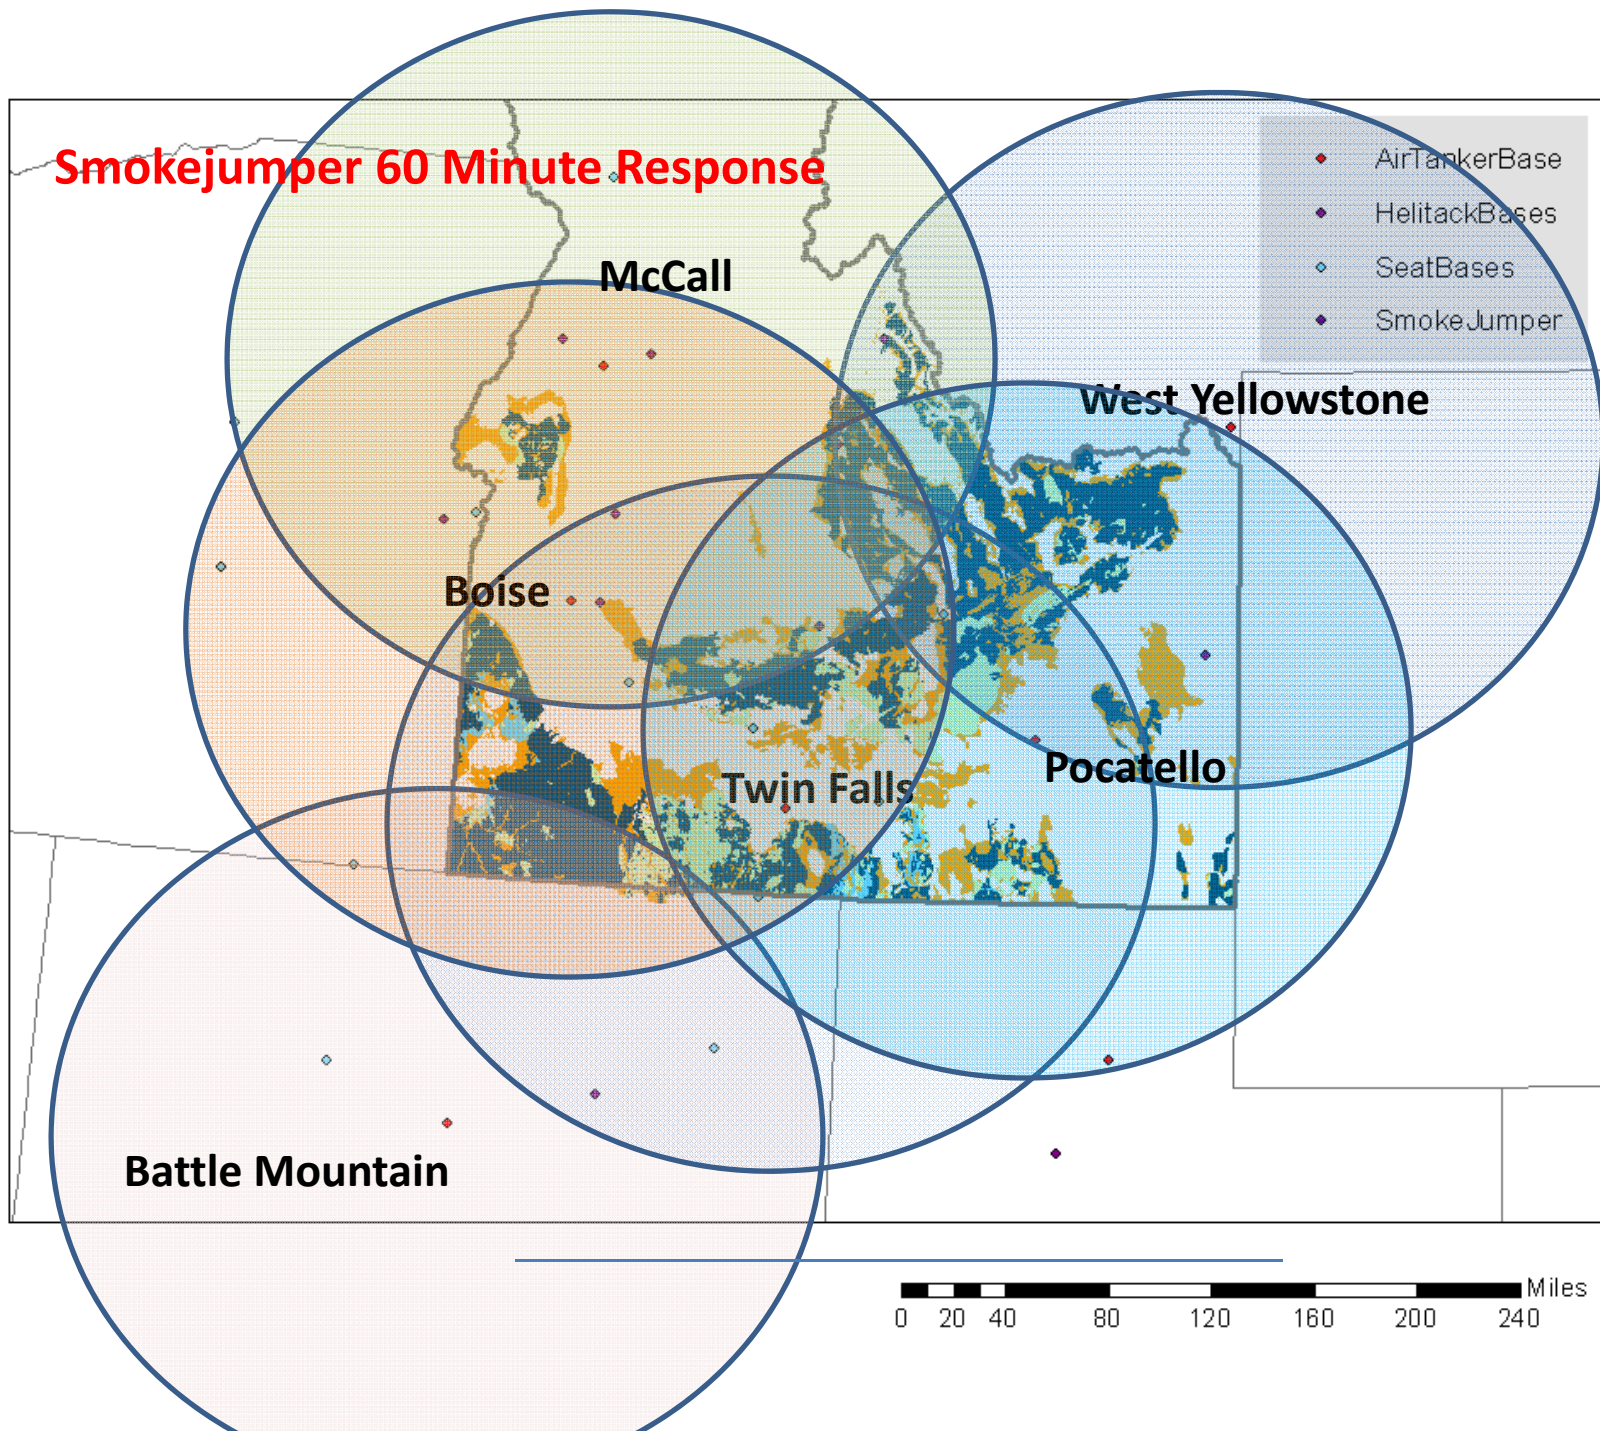 Smokejumper 60 Minute Response
AirTankerBase
HelitackBases
SeatBases
SmokeJumper
McCall
West Yellowstone
Boise
Twin Falls
Pocatello
Battle Mountain
Miles
0 20 40 80 120 160 200 240